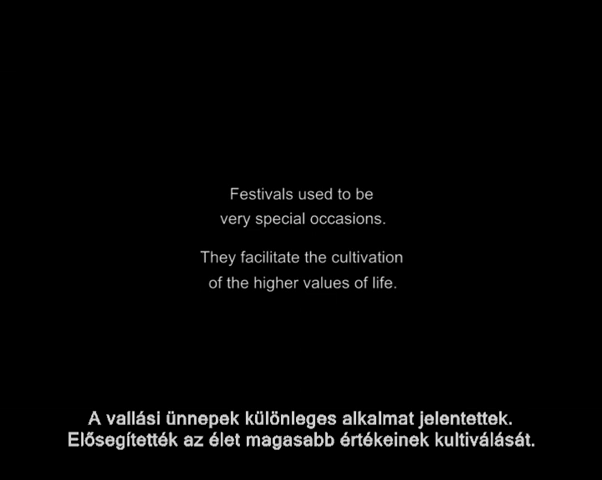 Festivals used to be
very special occasions.
They facilitate the cultivation
of the higher values of life.
A vallási ünnepek különleges alkalmat jelentettek.
Elősegítették az élet magasabb értékeinek kultiválását.